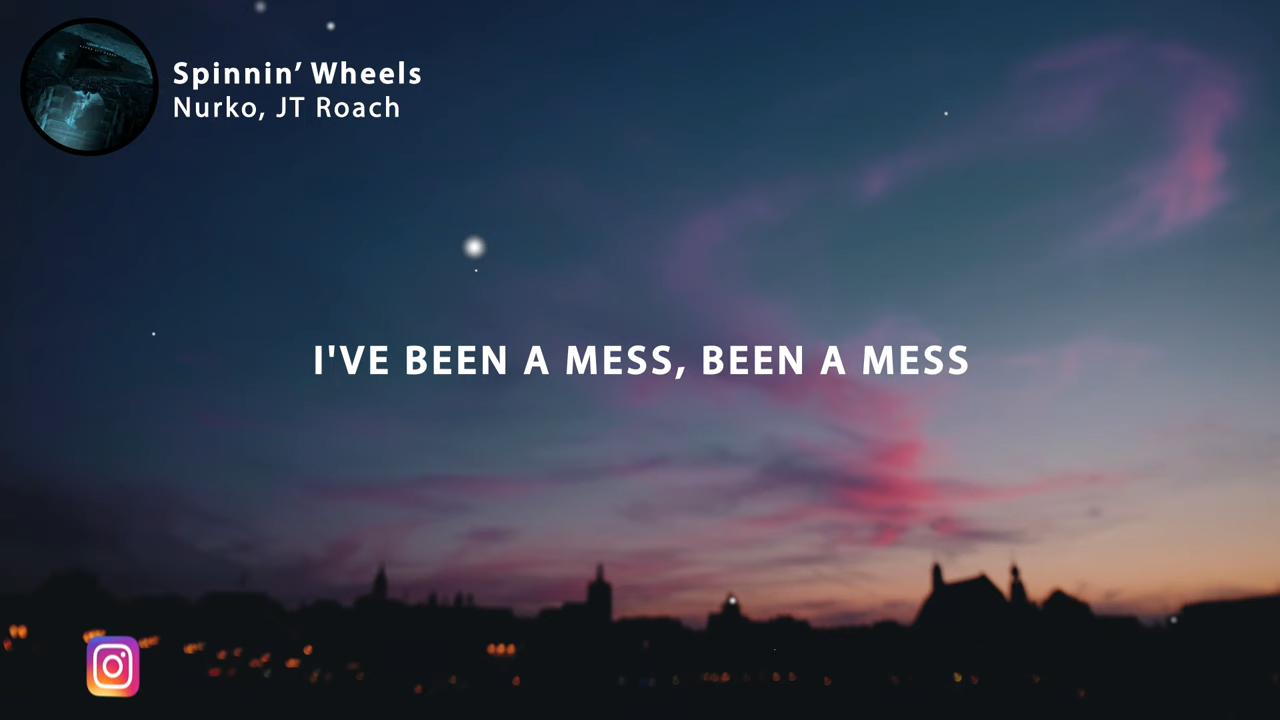 Spinnin’ Wheels
Nurko, JT Roach
I'VE BEEN A MESS, BEEN A MESS